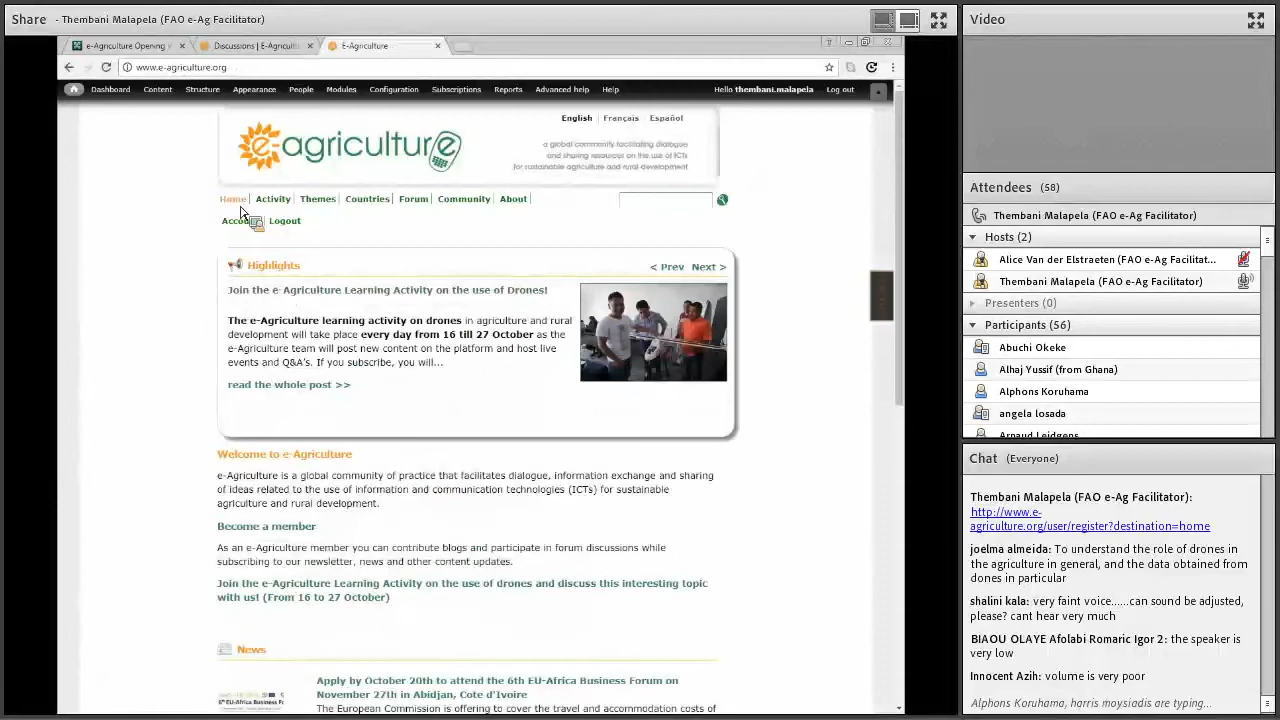 Share - Thembani Malapela (FAO e-Ag Facilitator)
e-Agriculture Opening
Discussions | E-Agricultu
E-Agriculture
www.e-agriculture.org
Dashboard Content Structure Appearance People Modules Configuration Subscriptions Reports Advanced help Help Hello thembani.malapela Log out
English Français Español
e-agriculture
a global community facilitating dialogue
and sharing resources on the use of ICTs
for sustainable agriculture and rural development
Home Activity Themes Countries Forum Community About
Accou Logout
Highlights < Prev Next >
Join the e-Agriculture Learning Activity on the use of Drones!
The e-Agriculture learning activity on drones in agriculture and rural
development will take place every day from 16 till 27 October as the
e-Agriculture team will post new content on the platform and host live
events and Q&A's. If you subscribe, you will...
read the whole post >>
Welcome to e-Agriculture
e-Agriculture is a global community of practice that facilitates dialogue, information exchange and sharing
of ideas related to the use of information and communication technologies (ICTs) for sustainable
agriculture and rural development.
Become a member
As an e-Agriculture member you can contribute blogs and participate in forum discussions while
subscribing to our newsletter, news and other content updates.
Join the e-Agriculture Learning Activity on the use of drones and discuss this interesting topic
with us! (From 16 to 27 October)
News
Apply by October 20th to attend the 6th EU-Africa Business Forum on
November 27th in Abidjan, Cote d'Ivoire
The European Commission is offering to cover the travel and accommodation costs of
6th EU-Africa Business Fo
Video
Attendees (58)
Thembani Malapela (FAO e-Ag Facilitator)
Hosts (2)
Alice Van der Elstraeten (FAO e-Ag Facilitat...
Thembani Malapela (FAO e-Ag Facilitator)
Presenters (0)
Participants (56)
Abuchi Okeke
Alhaj Yussif (from Ghana)
Alphons Koruhama
angela losada
Arnaud Leidgens
Chat (Everyone)
Thembani Malapela (FAO e-Ag Facilitator):
http://www.e-
agriculture.org/user/register?destination=home
joelma almeida: To understand the role of drones in
the agriculture in general, and the data obtained from
dones in particular
shalini kala: very faint voice......can sound be adjusted,
please? cant hear very much
BIAOU OLAYE Afolabi Romaric Igor 2: the speaker is
very low
Innocent Azih: volume is very poor
Alphons Koruhama, harris moysiadis are typing...